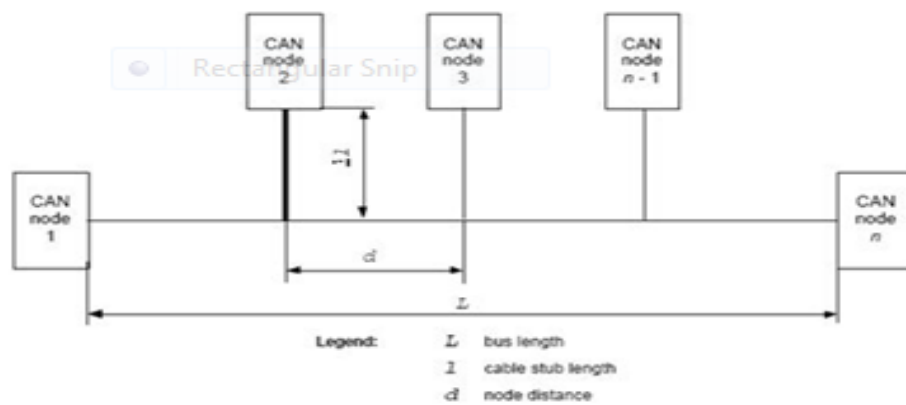 CAN
node
2
CAN
node
3
CAN
node
n - 1
Rectangular Snip
CAN
node
1
CAN
node
n
d
L
Legend:
L bus length
l cable stub length
d node distance